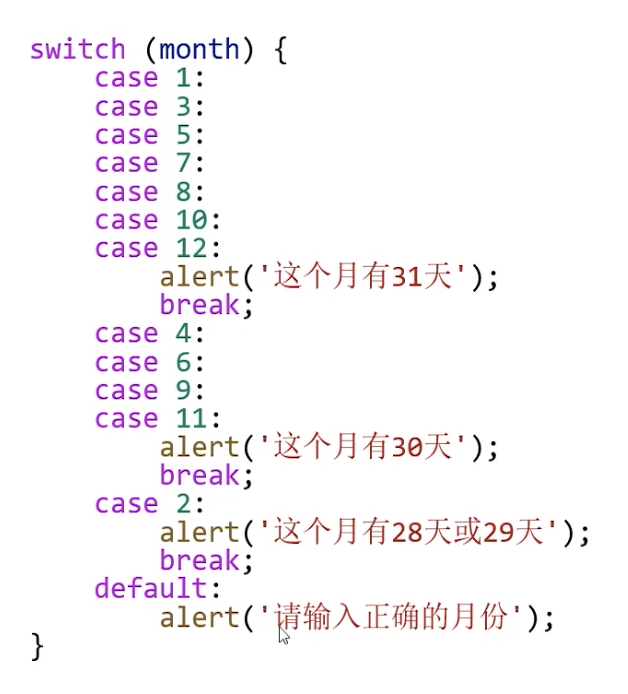 switch (month) {
    case 1:
    case 3:
    case 5:
    case 7:
    case 8:
    case 10:
    case 12:
        alert('这个月有31天');
        break;
    case 4:
    case 6:
    case 9:
    case 11:
        alert('这个月有30天');
        break;
    case 2:
        alert('这个月有28天或29天');
        break;
    default:
        alert('请输入正确的月份');
}